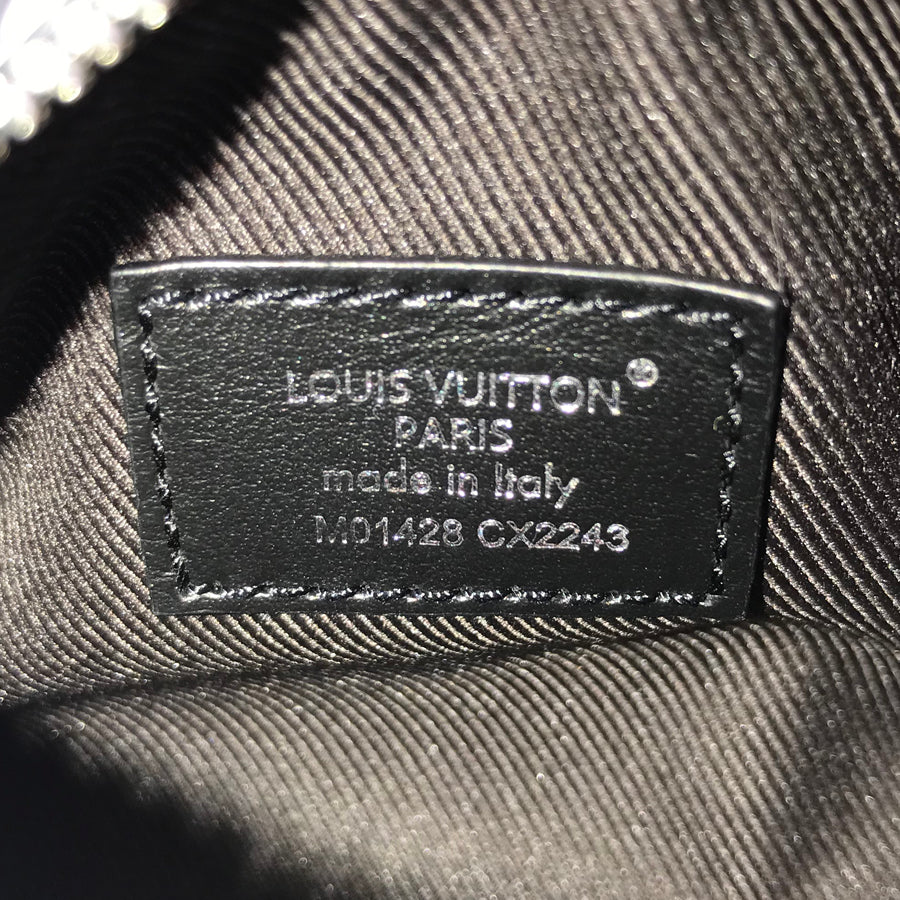 LOUIS VUITTON®
PARIS
made in Italy
M01428 CX2243